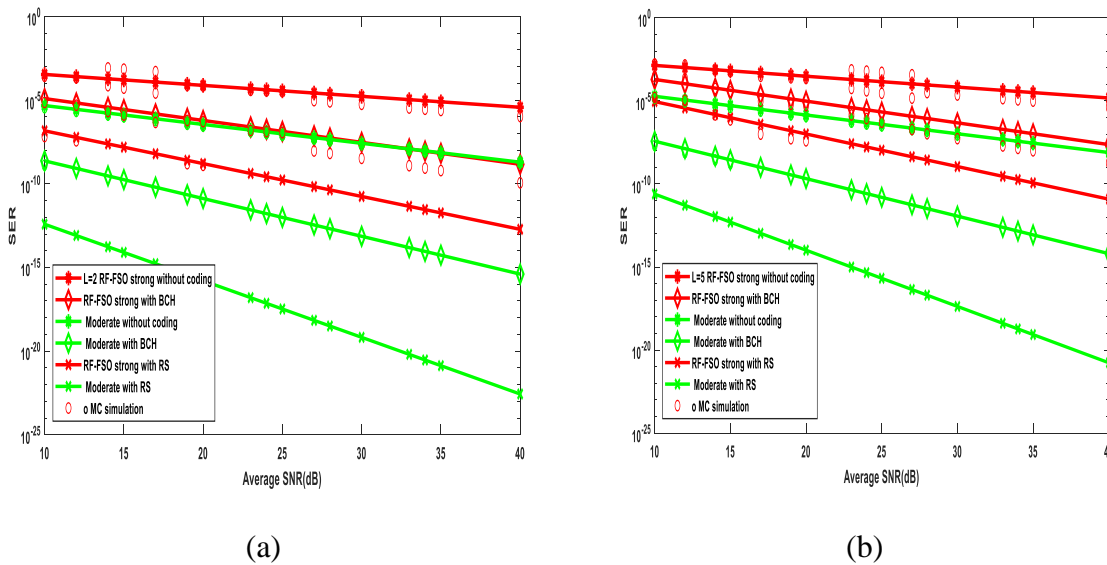 10^0
10^-5
10^-10
10^-15
10^-20
10^-25
SER
L=2 RF-FSO strong without coding
RF-FSO strong with BCH
Moderate without coding
Moderate with BCH
RF-FSO strong with RS
Moderate with RS
o MC simulation
10 15 20 25 30 35 40
Average SNR(dB)
(a)
10^0
10^-5
10^-10
10^-15
10^-20
10^-25
SER
L=5 RF-FSO strong without coding
RF-FSO strong with BCH
Moderate without coding
Moderate with BCH
RF-FSO strong with RS
Moderate with RS
o MC simulation
10 15 20 25 30 35
Average SNR(dB)
(b)